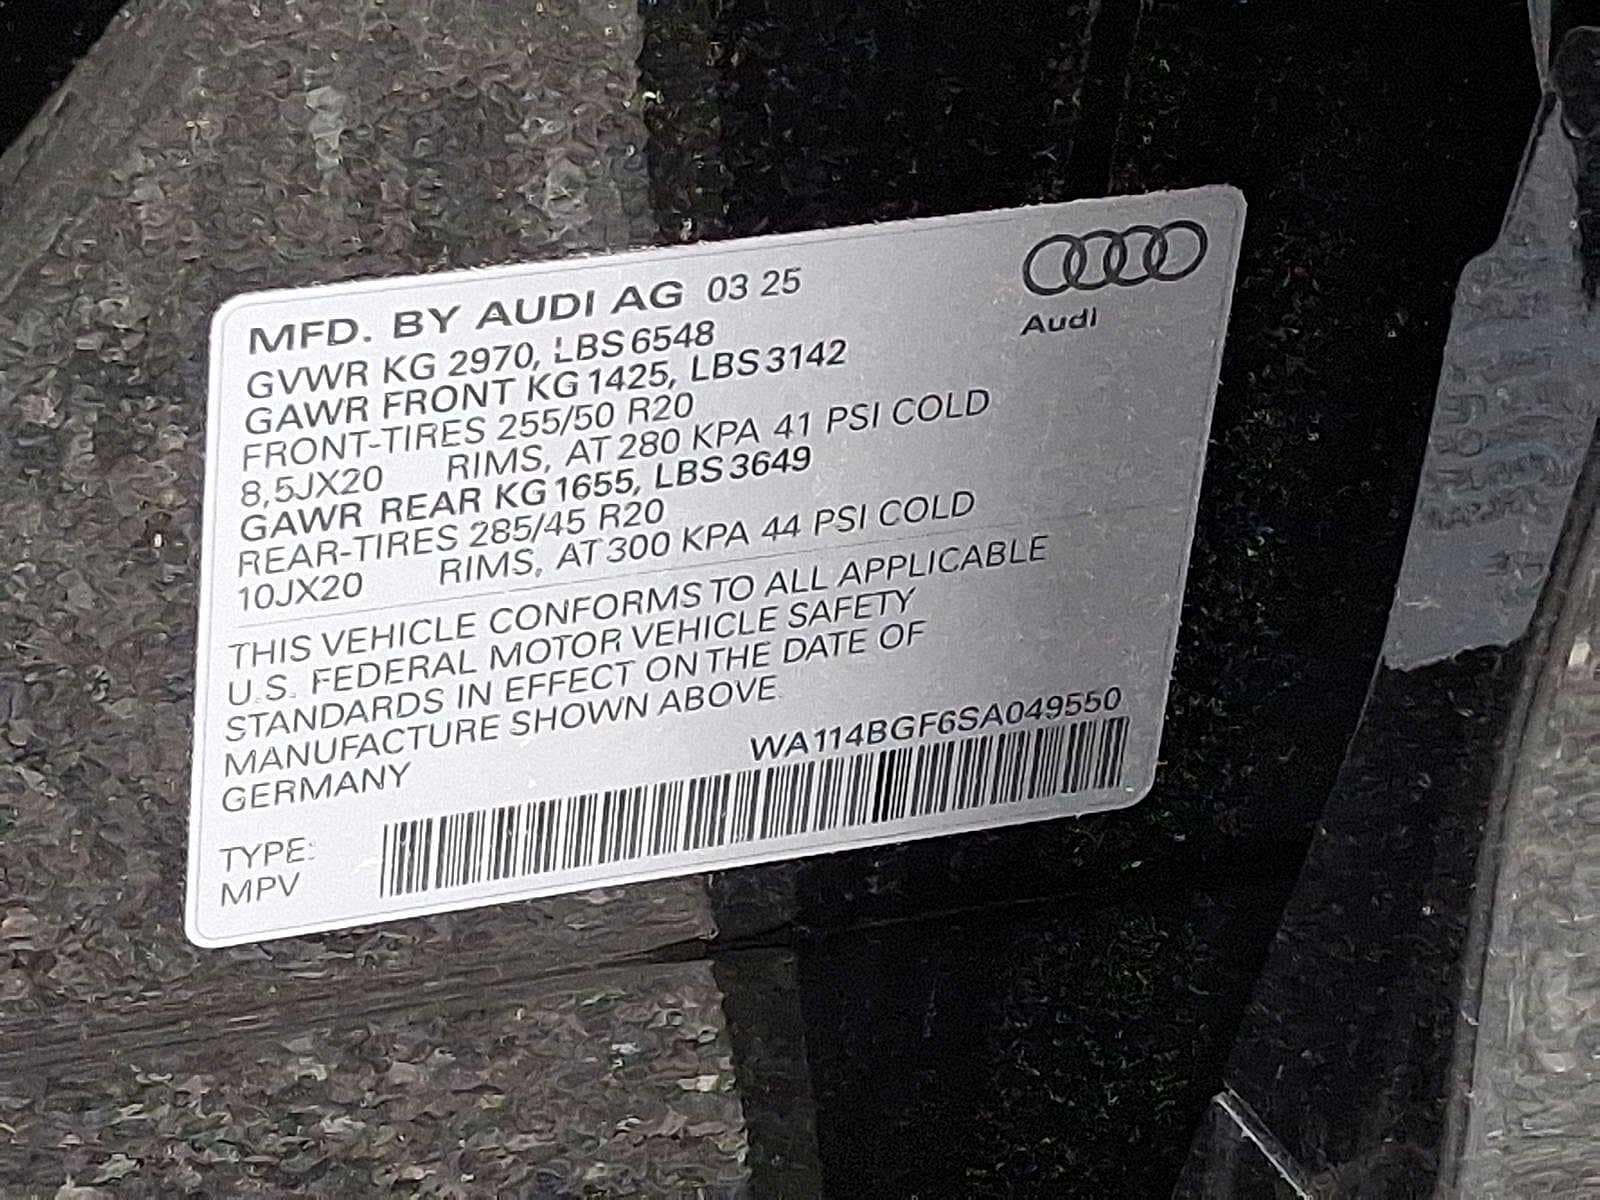 MFD. BY AUDI AG 03 25
Audi
GVWR KG 2970, LBS 6548
GAWR FRONT KG 1425, LBS 3142
FRONT-TIRES 255/50 R20
8,5JX20 RIMS, AT 280 KPA 41 PSI COLD
GAWR REAR KG 1655, LBS 3649
REAR-TIRES 285/45 R20
10JX20 RIMS, AT 300 KPA 44 PSI COLD
THIS VEHICLE CONFORMS TO ALL APPLICABLE
U.S. FEDERAL MOTOR VEHICLE SAFETY
STANDARDS IN EFFECT ON THE DATE OF
MANUFACTURE SHOWN ABOVE
GERMANY
WA114BGF6SA049550
TYPE:
MPV